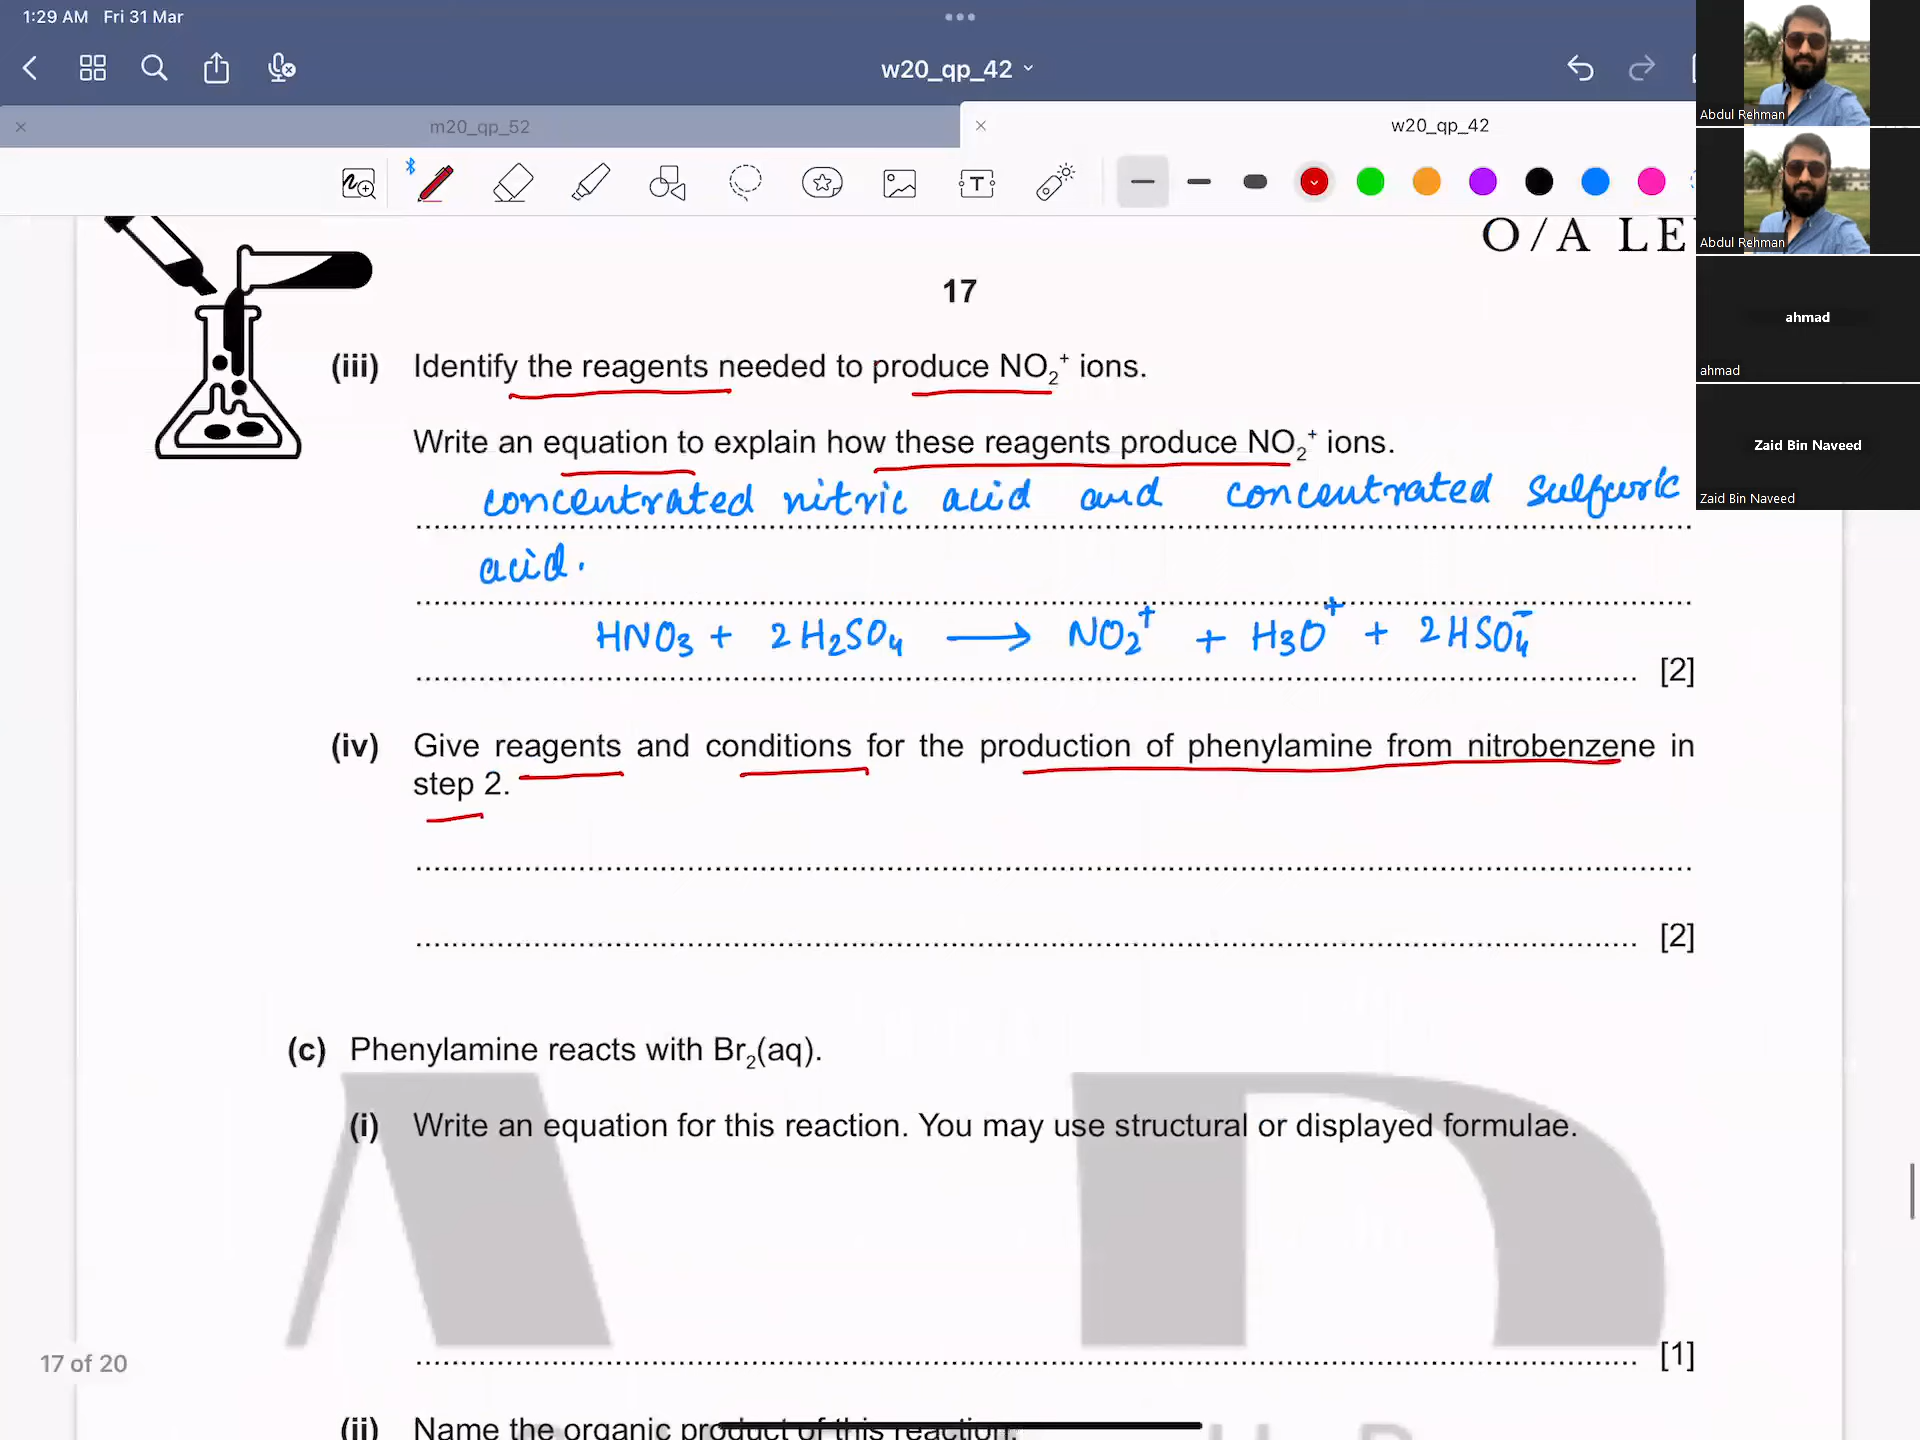 1:29 AM Fri 31 Mar
w20_qp_42
m20_qp_52
w20_qp_42
Abdul Rehman
Abdul Rehman
ahmad
ahmad
Zaid Bin Naveed
Zaid Bin Naveed
O/A LE
17
(iii) Identify the reagents needed to produce NO₂⁺ ions.
Write an equation to explain how these reagents produce NO₂⁺ ions.
concentrated nitric acid and concentrated sulfuric
acid.
HNO₃ + 2H₂SO₄ ⟶ NO₂⁺ + H₃O⁺ + 2HSO₄⁻
[2]
(iv) Give reagents and conditions for the production of phenylamine from nitrobenzene in
step 2.
[2]
(c) Phenylamine reacts with Br₂(aq).
(i) Write an equation for this reaction. You may use structural or displayed formulae.
[1]
17 of 20
(ii) Name the organic product of this reaction.